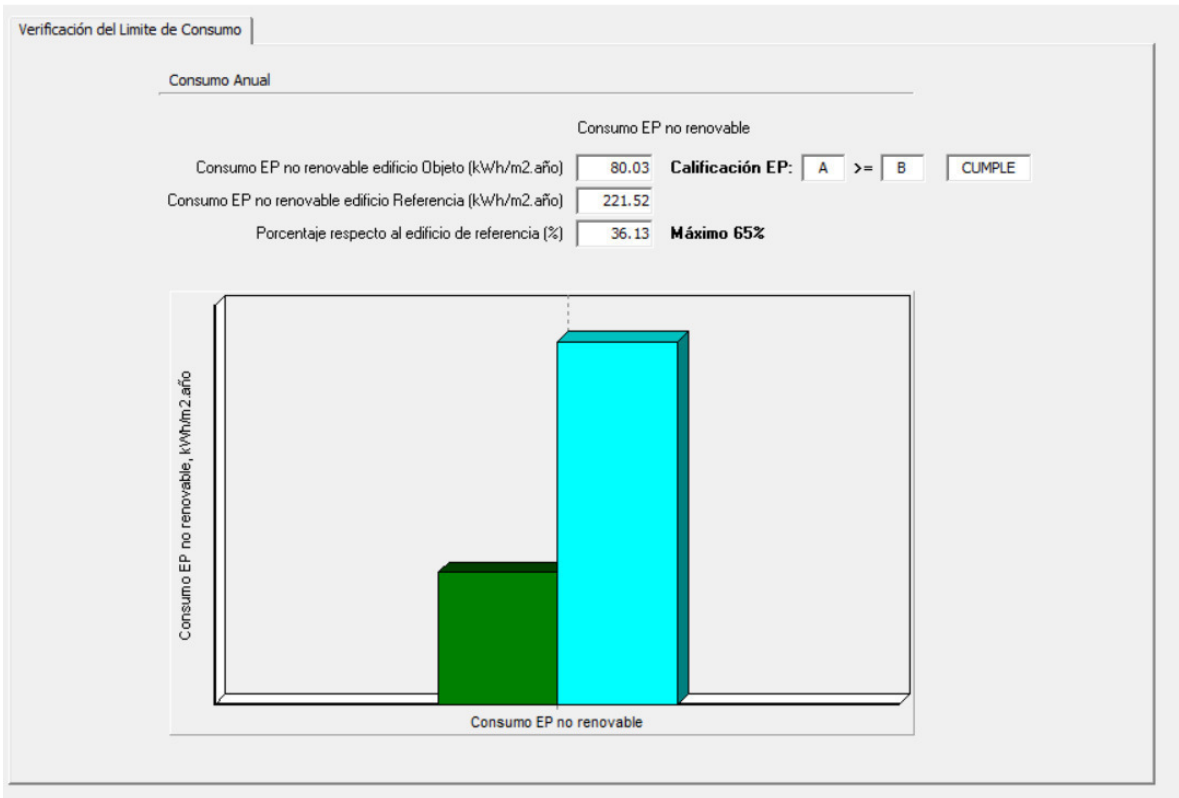 Verificación del Limite de Consumo
Consumo Anual
Consumo EP no renovable
Consumo EP no renovable edificio Objeto (kWh/m2.año) 80.03 Calificación EP: A >= B CUMPLE
Consumo EP no renovable edificio Referencia (kWh/m2.año) 221.52
Porcentaje respecto al edificio de referencia (%) 36.13 Máximo 65%
Consumo EP no renovable, kWh/m2.año
Consumo EP no renovable